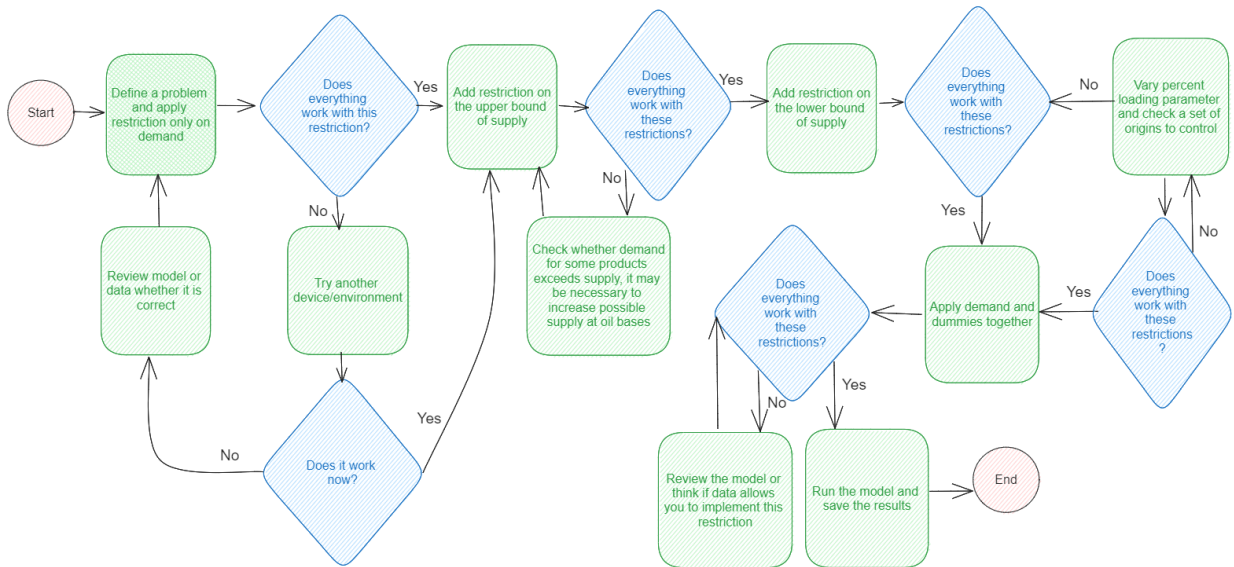 Start
Define a problem
and apply
restriction only on
demand
Does
everything
work with this
restriction?
Yes
Add restriction on
the upper bound
of supply
Does
everything
work with
these
restrictions?
Yes
Add restriction on
the lower bound
of supply
Does
everything
work with
these
restrictions?
No
Vary percent
loading parameter
and check a set of
origins to control
No
No
Yes
No
Review model or
data whether it is
correct
Try another
device/environment
Check whether demand
for some products
exceeds supply, it may
be necessary to
increase possible
supply at oil bases
Does
everything
work with
these
restrictions?
Apply demand and
dummies together
Yes
Does
everything
work with
these
restrictions
?
No
Does it work
now?
Yes
No
Yes
Review the model or
think if data allows
you to implement this
restriction
Run the model and
save the results
End